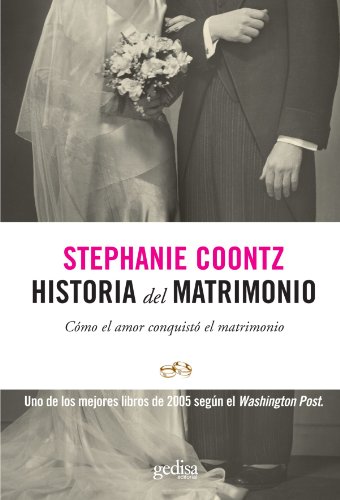 STEPHANIE COONTZ
HISTORIA del MATRIMONIO
Cómo el amor conquistó el matrimonio
Uno de los mejores libros de 2005 según el Washington Post.
gedisa
editorial